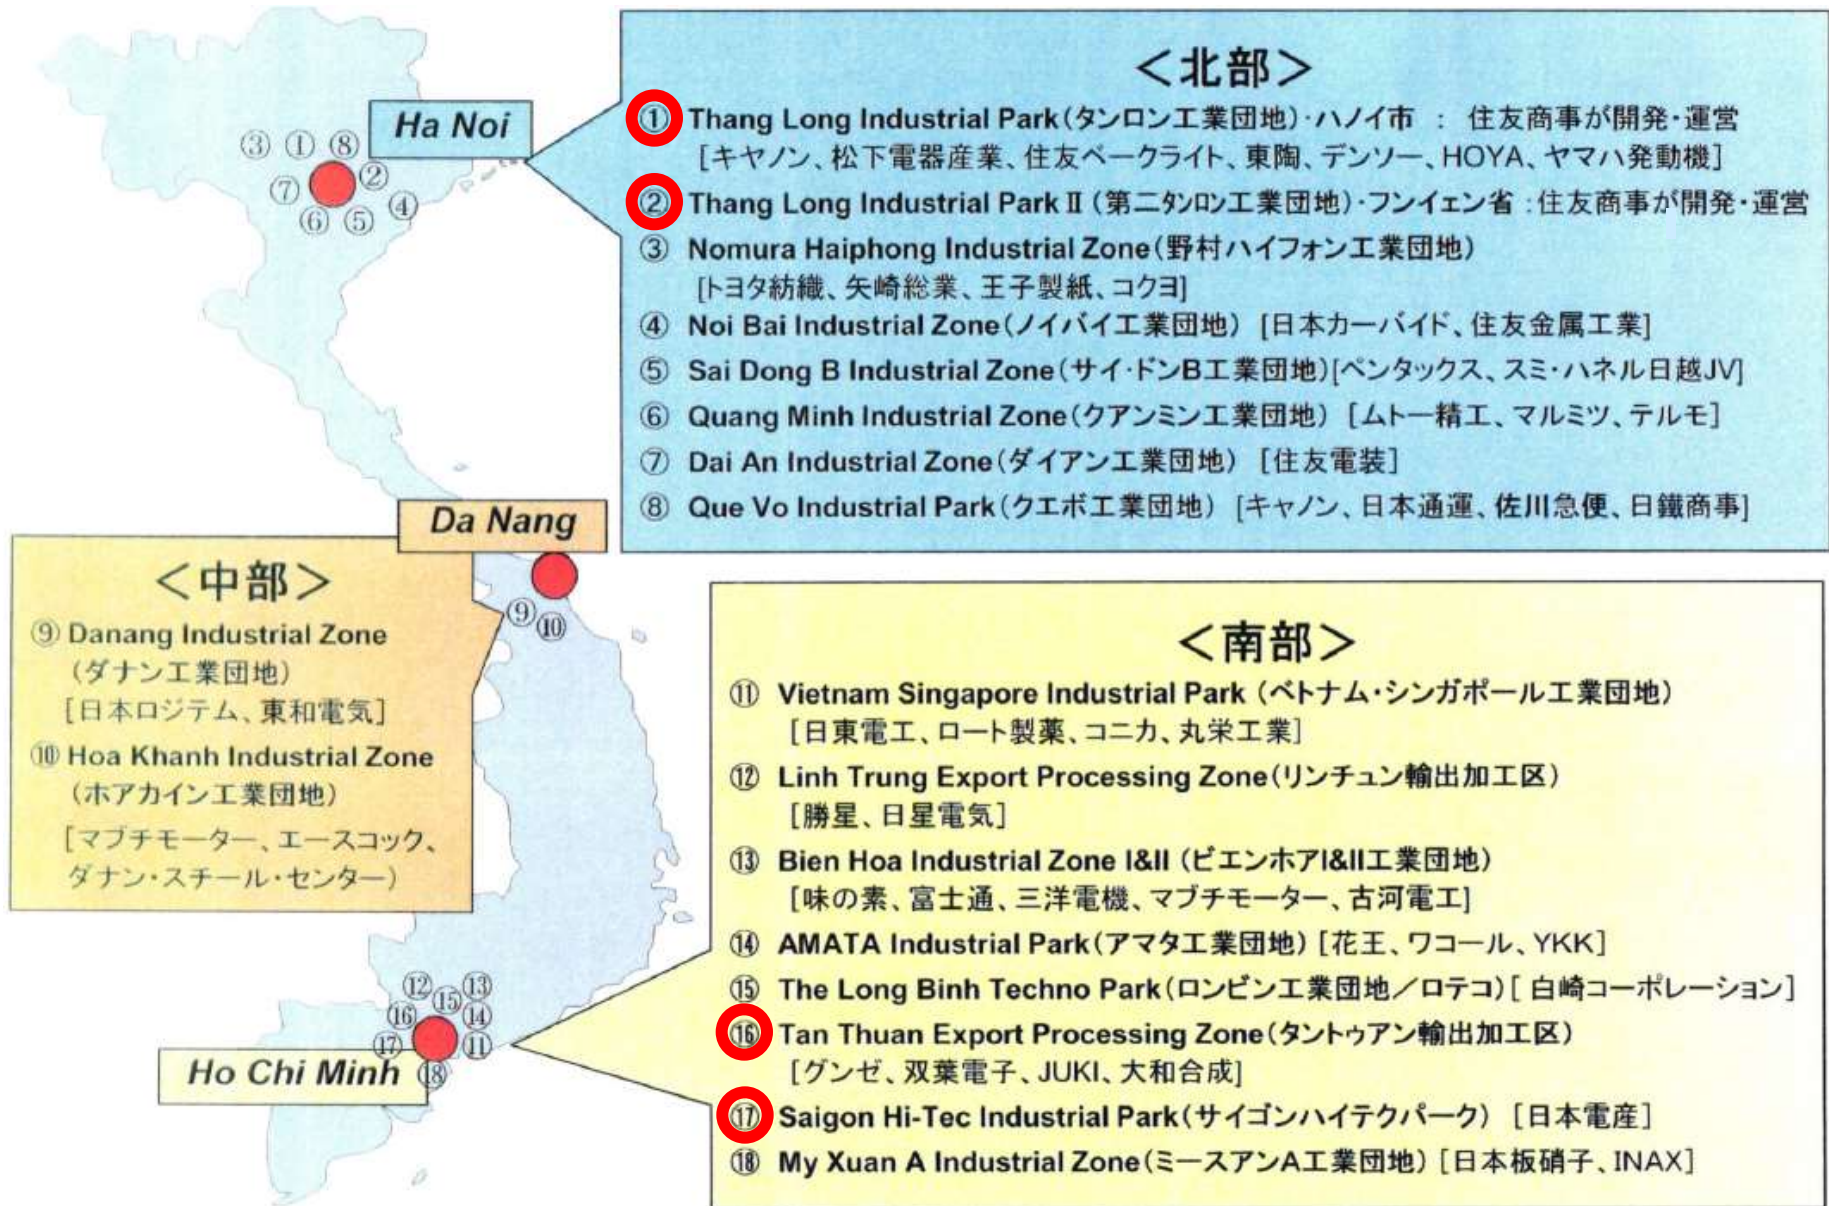 Ha Noi
③ ① ⑧
⑦ ②
⑥ ⑤ ④
＜北部＞
① Thang Long Industrial Park(タンロン工業団地)・ハノイ市 ： 住友商事が開発・運営
[キヤノン、松下電器産業、住友ベークライト、東陶、デンソー、HOYA、ヤマハ発動機]
② Thang Long Industrial Park Ⅱ (第二タンロン工業団地)・フンイェン省：住友商事が開発・運営
③ Nomura Haiphong Industrial Zone(野村ハイフォン工業団地)
[トヨタ紡織、矢崎総業、王子製紙、コクヨ]
④ Noi Bai Industrial Zone(ノイバイ工業団地) [日本カーバイド、住友金属工業]
⑤ Sai Dong B Industrial Zone(サイ・ドンB工業団地)[ペンタックス、スミ・ハネル日越JV]
⑥ Quang Minh Industrial Zone(クアンミン工業団地) [ムトー精工、マルミツ、テルモ]
⑦ Dai An Industrial Zone(ダイアン工業団地) [住友電装]
⑧ Que Vo Industrial Park(クエボ工業団地) [キャノン、日本通運、佐川急便、日鐵商事]
Da Nang
⑨ ⑩
＜中部＞
⑨ Danang Industrial Zone
(ダナン工業団地)
[日本ロジテム、東和電気]
⑩ Hoa Khanh Industrial Zone
(ホアカイン工業団地)
[マブチモーター、エースコック、
ダナン・スチール・センター)
＜南部＞
⑪ Vietnam Singapore Industrial Park (ベトナム・シンガポール工業団地)
[日東電工、ロート製薬、コニカ、丸栄工業]
⑫ Linh Trung Export Processing Zone(リンチュン輸出加工区)
[勝星、日星電気]
⑬ Bien Hoa Industrial Zone I&II (ビエンホアI&II工業団地)
[味の素、富士通、三洋電機、マブチモーター、古河電工]
⑭ AMATA Industrial Park(アマタ工業団地) [花王、ワコール、YKK]
⑮ The Long Binh Techno Park(ロンビン工業団地／ロテコ)[ 白崎コーポレーション]
⑯ Tan Thuan Export Processing Zone(タントゥアン輸出加工区)
[グンゼ、双葉電子、JUKI、大和合成]
⑰ Saigon Hi-Tec Industrial Park(サイゴンハイテクパーク) [日本電産]
⑱ My Xuan A Industrial Zone(ミースアンA工業団地) [日本板硝子、INAX]
⑫ ⑮ ⑬
⑯ ⑭
⑰ ⑪
Ho Chi Minh ⑱